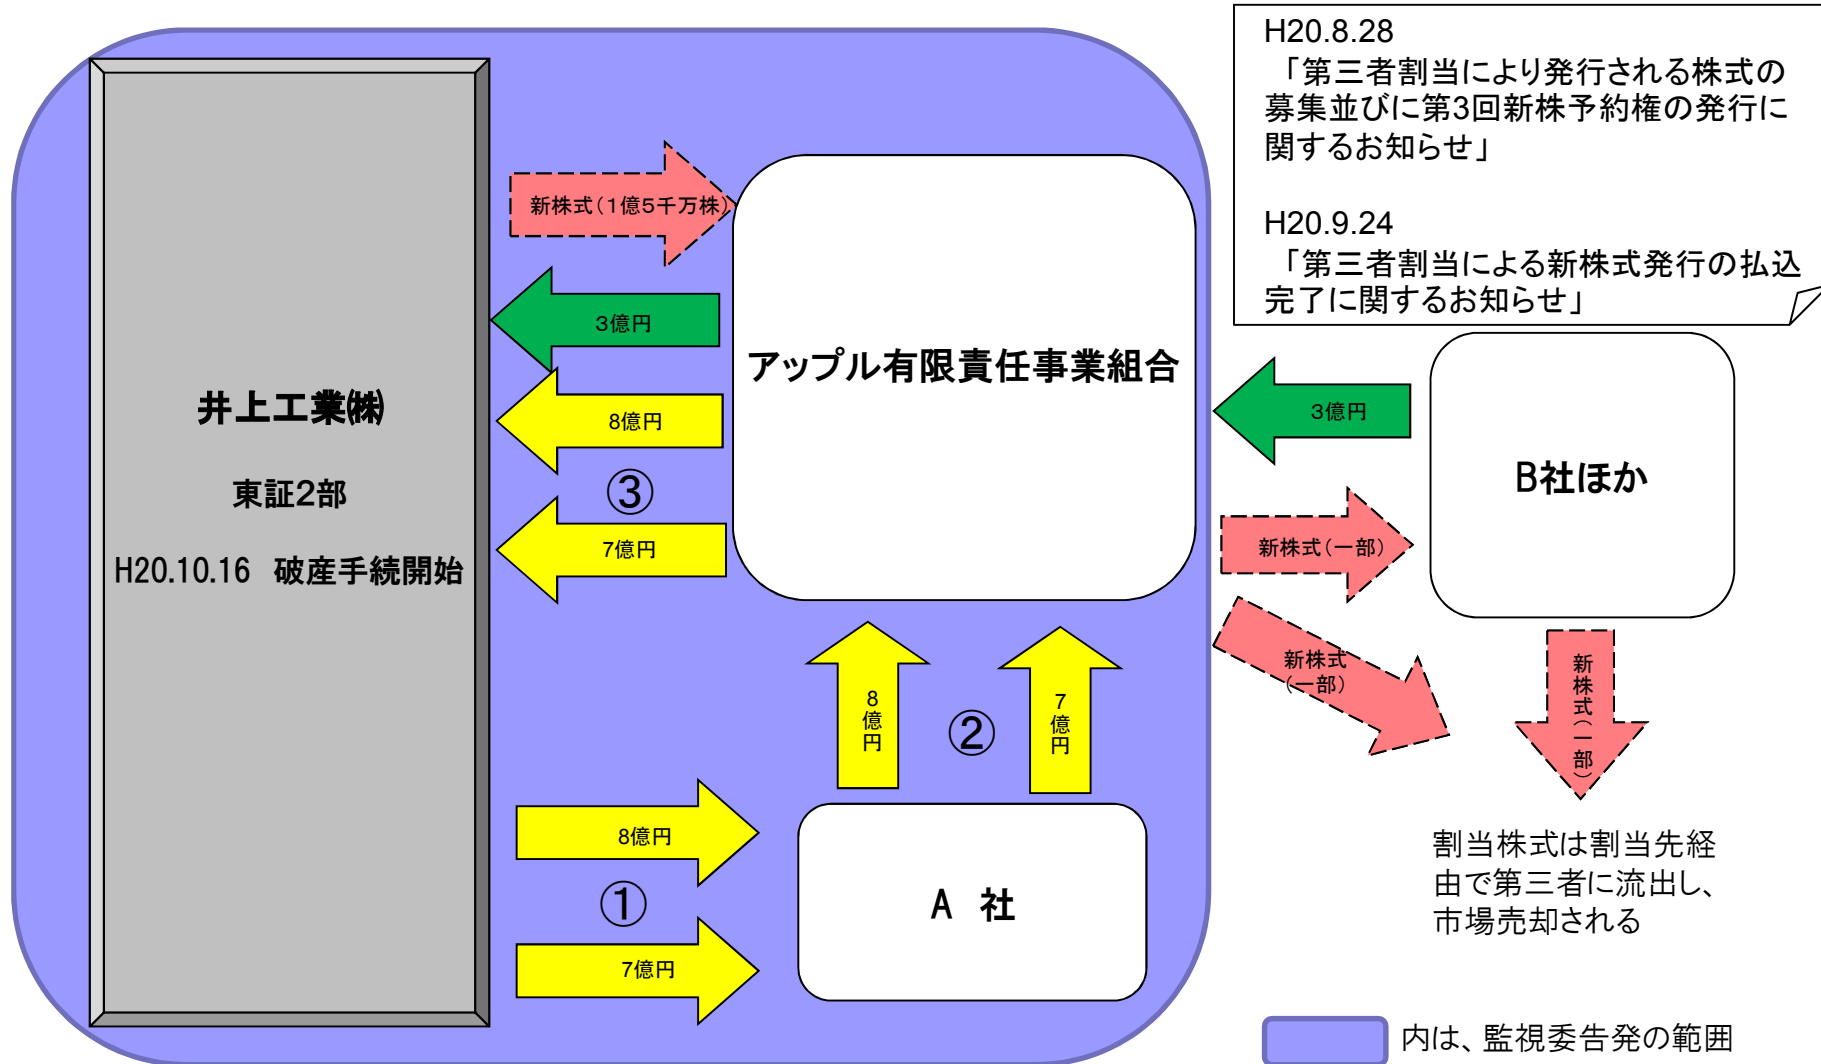 H20.8.28
「第三者割当により発行される株式の
募集並びに第3回新株予約権の発行に
関するお知らせ」
H20.9.24
「第三者割当による新株式発行の払込
完了に関するお知らせ」
新株式(1億5千万株)
3億円
8億円
③
7億円
井上工業㈱
東証2部
H20.10.16 破産手続開始
アップル有限責任事業組合
3億円
B社ほか
新株式(一部)
新株式
(一部)
新株式(一部)
8億円
②
7億円
8億円
①
7億円
A 社
割当株式は割当先経
由で第三者に流出し、
市場売却される
内は、監視委告発の範囲